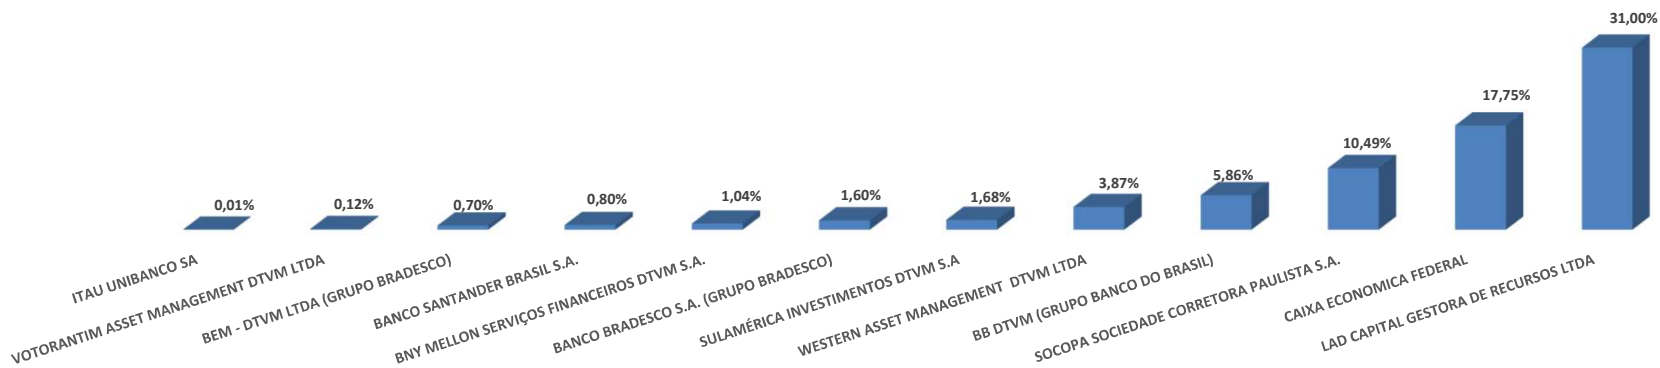 0,01%
0,12%
0,70%
0,80%
1,04%
1,60%
1,68%
3,87%
5,86%
10,49%
17,75%
31,00%
ITAU UNIBANCO SA
VOTORANTIM ASSET MANAGEMENT DTVM LTDA
BEM - DTVM LTDA (GRUPO BRADESCO)
BANCO SANTANDER BRASIL S.A.
BNY MELLON SERVIÇOS FINANCEIROS DTVM S.A.
BANCO BRADESCO S.A. (GRUPO BRADESCO)
SULAMÉRICA INVESTIMENTOS DTVM S.A
WESTERN ASSET MANAGEMENT DTVM LTDA
BB DTVM (GRUPO BANCO DO BRASIL)
SOCOPA SOCIEDADE CORRETORA PAULISTA S.A.
CAIXA ECONOMICA FEDERAL
LAD CAPITAL GESTORA DE RECURSOS LTDA